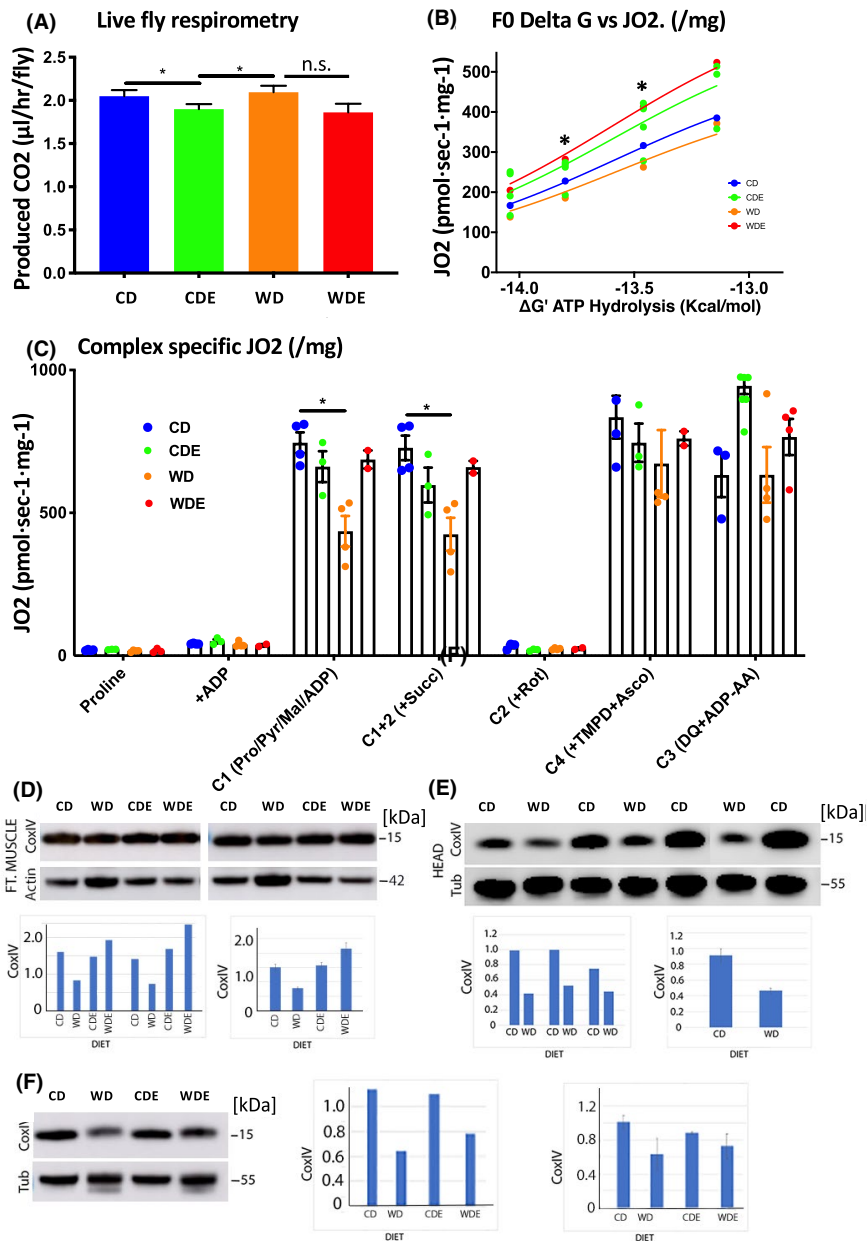 (A) Live fly respirometry
Produced CO2 (µl/hr/fly)
2.5
2.0
1.5
1.0
0.5
0.0
* * n.s.
CD CDE WD WDE
(B) F0 Delta G vs JO2. (/mg)
JO2 (pmol·sec-1·mg-1)
500
400
300
200
100
0
* *
CD
CDE
WD
WDE
-14.0 -13.5 -13.0
ΔG' ATP Hydrolysis (Kcal/mol)
(C) Complex specific JO2 (/mg)
JO2 (pmol·sec-1·mg-1)
1000
500
0
CD
CDE
WD
WDE
* *
(F)
Proline
+ADP
C1 (Pro/Pyr/Mal/ADP)
C1+2 (+Succ)
C2 (+Rot)
C4 (+TMPD+Asco)
C3 (DQ+ADP-AA)
(D)
CD WD CDE WDE CD WD CDE WDE [kDa]
FT. MUSCLE
CoxIV
–15
Actin
–42
CoxIV
2.0
1.0
0
CD WD CDE WDE CD WD CDE WDE
DIET
CoxIV
2.0
1.0
0
CD WD CDE WDE
DIET
(E)
CD WD CD WD CD WD CD [kDa]
HEAD
CoxIV
–15
Tub
–55
CoxIV
1.2
1.0
0.8
0.6
0.4
0
CD WD CD WD CD WD
DIET
CoxIV
1.2
1.0
0.8
0.6
0.4
0
CD WD
DIET
(F)
CD WD CDE WDE [kDa]
–15
Tub
–55
CoxIV
1.0
0.8
0.6
0.4
0
CD WD CDE WDE
DIET
CoxIV
1.2
0.8
0.4
0
CD WD CDE WDE
DIET